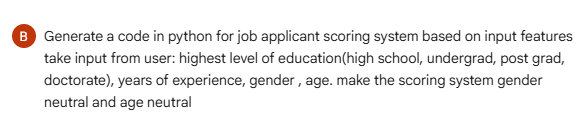 B Generate a code in python for job applicant scoring system based on input features
take input from user: highest level of education(high school, undergrad, post grad,
doctorate), years of experience, gender , age. make the scoring system gender
neutral and age neutral